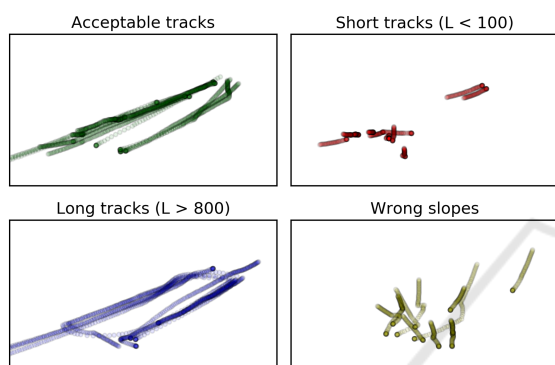 Acceptable tracks
Short tracks (L < 100)
Long tracks (L > 800)
Wrong slopes